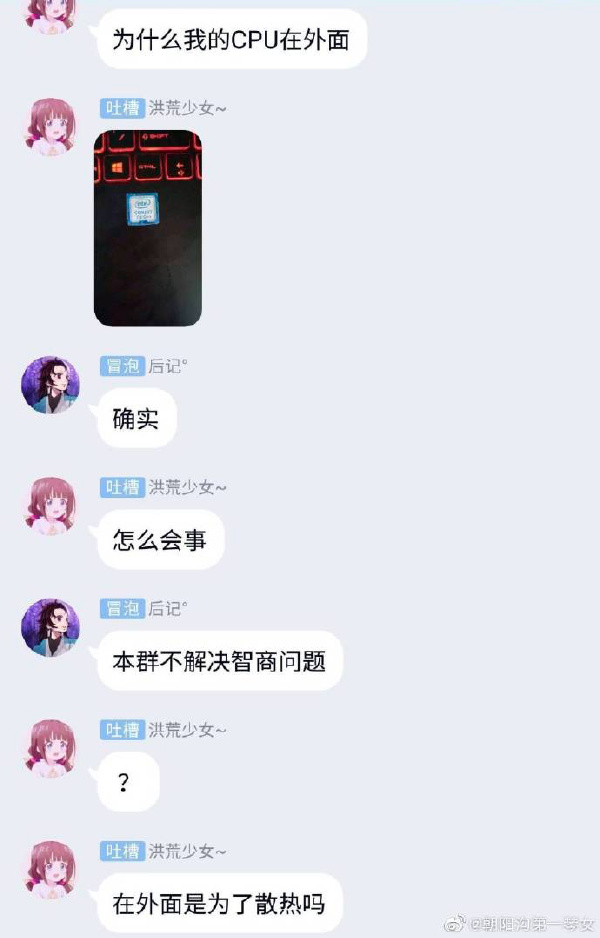 为什么我的CPU在外面
吐槽 洪荒少女~
intel
冒泡 后记°
确实
吐槽 洪荒少女~
怎么会事
冒泡 后记°
本群不解决智商问题
吐槽 洪荒少女~
？
吐槽 洪荒少女~
在外面是为了散热吗
@朝阳沟第一琴女